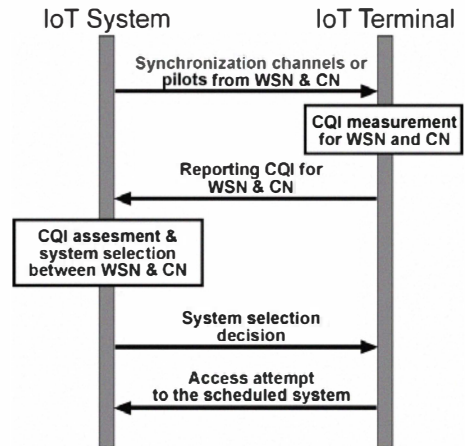 IoT System
IoT Terminal
Synchronization channels or
pilots from WSN & CN
CQI measurement
for WSN and CN
Reporting CQI for
WSN & CN
CQI assesment &
system selection
between WSN & CN
System selection
decision
Access attempt
to the scheduled system